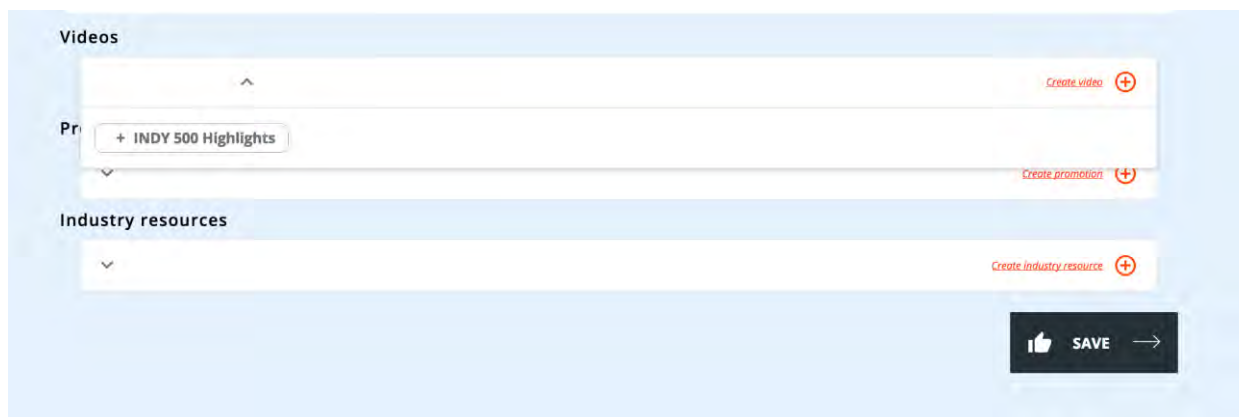 Videos
Create video
Pr
+ INDY 500 Highlights
Create promotion
Industry resources
Create industry resource
SAVE